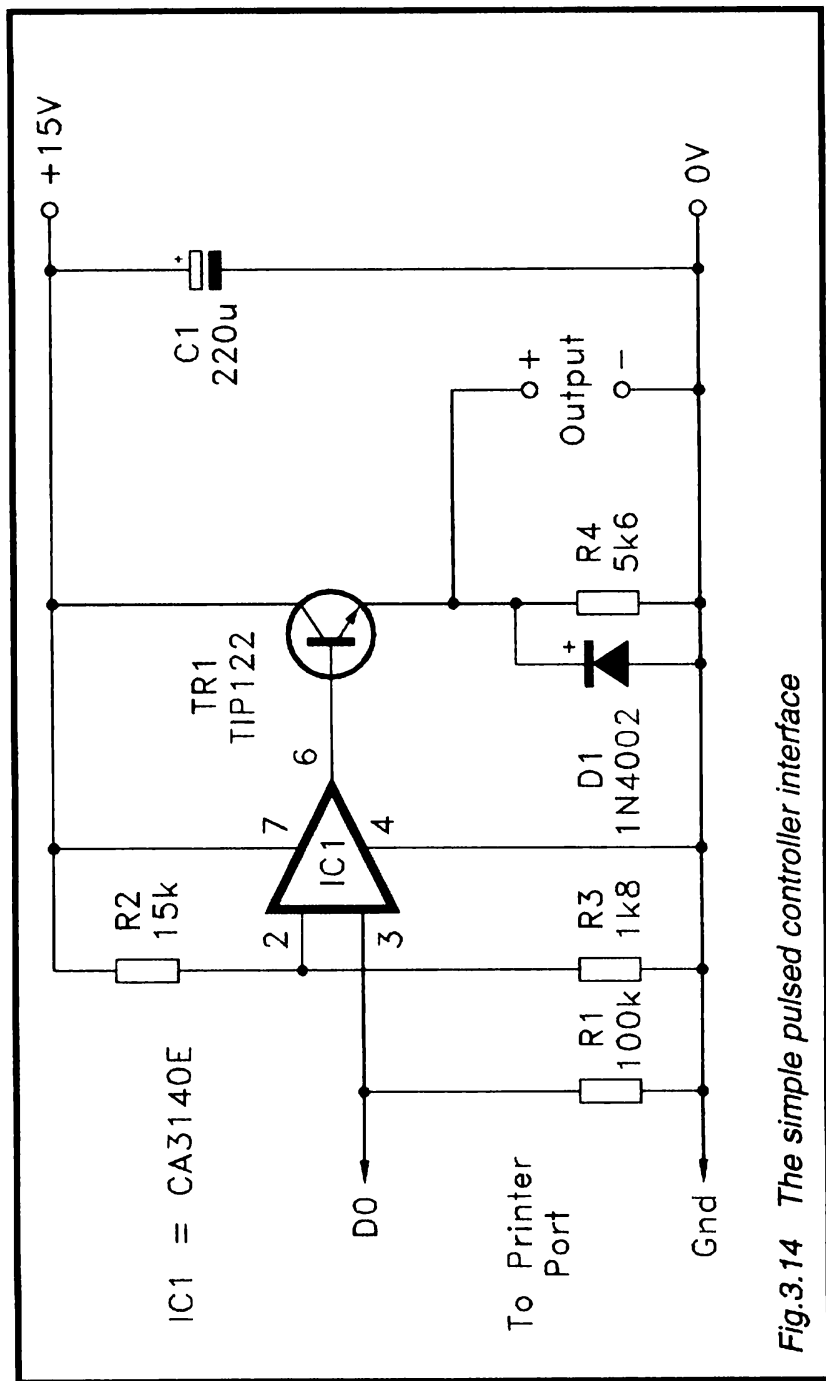 IC1 = CA3140E
+15V
R2
15k
TR1
TIP122
C1
220u
+
2
3
IC1
7
4
6
D0
To Printer
Port
R1
100k
R3
1k8
D1
1N4002
+
R4
5k6
+
Output
−
Gnd
0V
Fig.3.14 The simple pulsed controller interface